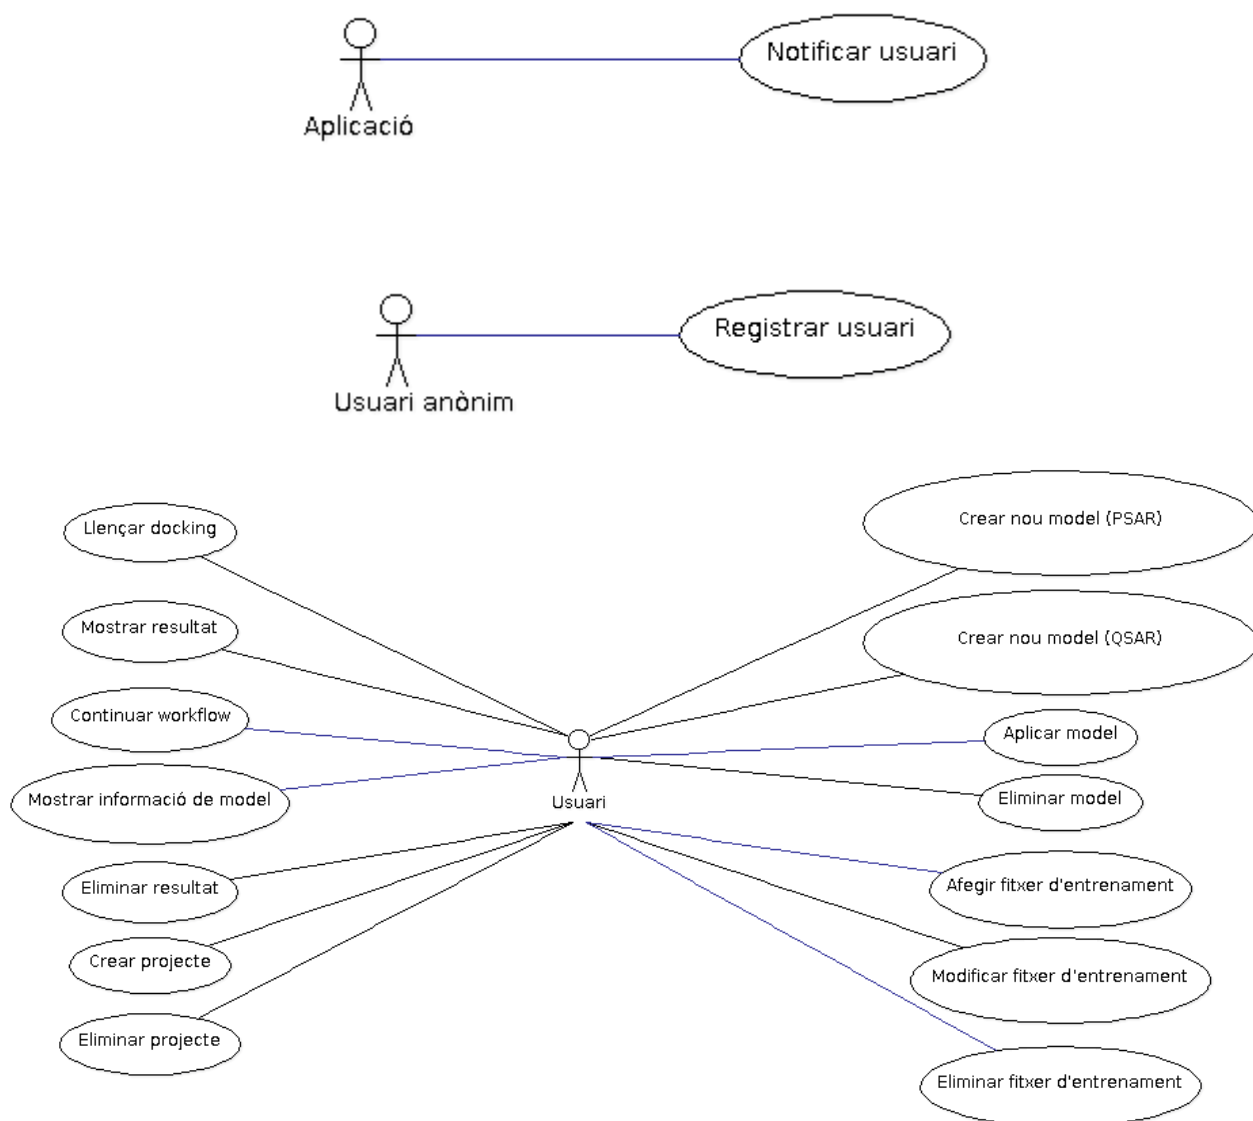 Notificar usuari
Aplicació
Registrar usuari
Usuari anònim
Llençar docking
Mostrar resultat
Continuar workflow
Mostrar informació de model
Eliminar resultat
Crear projecte
Eliminar projecte
Usuari
Crear nou model (PSAR)
Crear nou model (QSAR)
Aplicar model
Eliminar model
Afegir fitxer d'entrenament
Modificar fitxer d'entrenament
Eliminar fitxer d'entrenament